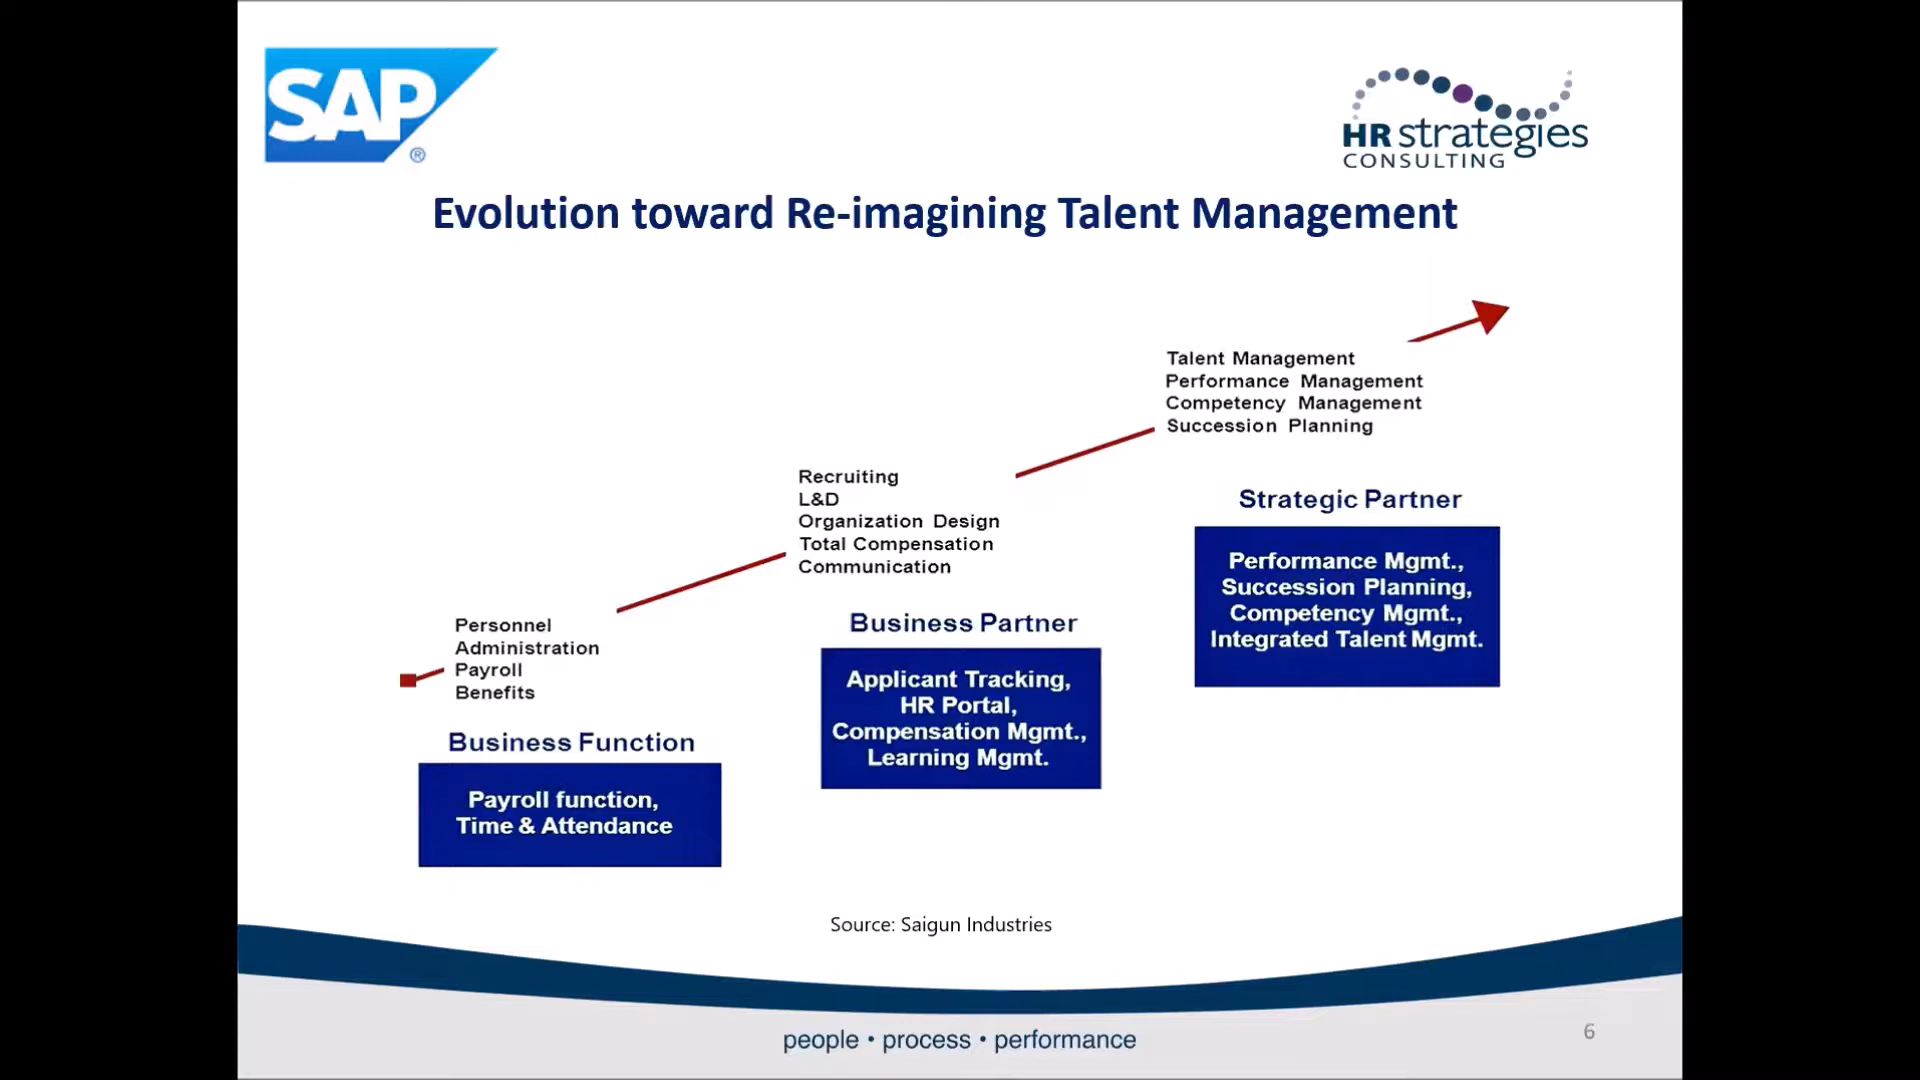 SAP
®
HR strategies
CONSULTING
Evolution toward Re-imagining Talent Management
Talent Management
Performance Management
Competency Management
Succession Planning
Recruiting
L&D
Organization Design
Total Compensation
Communication
Personnel
Administration
Payroll
Benefits
Strategic Partner
Performance Mgmt.,
Succession Planning,
Competency Mgmt.,
Integrated Talent Mgmt.
Business Partner
Applicant Tracking,
HR Portal,
Compensation Mgmt.,
Learning Mgmt.
Business Function
Payroll function,
Time & Attendance
Source: Saigun Industries
people • process • performance
6